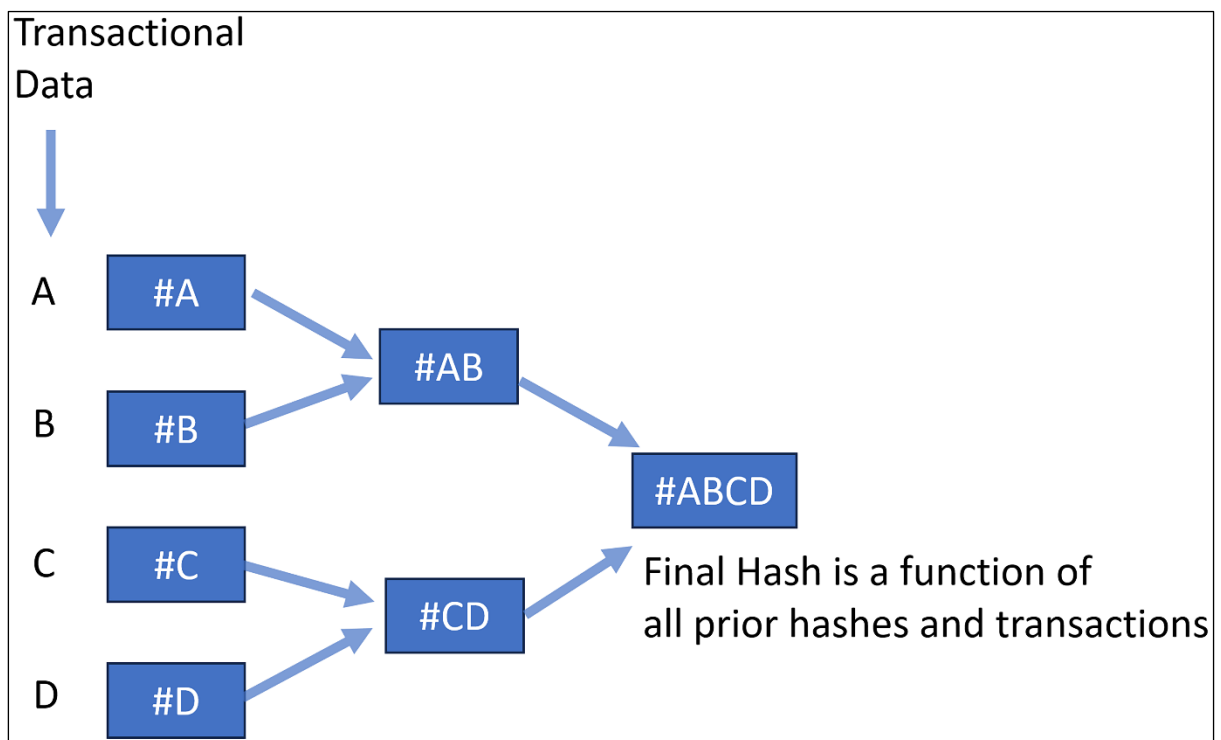 Transactional
Data
A
#A
#AB
B
#B
#ABCD
C
#C
Final Hash is a function of
all prior hashes and transactions
#CD
D
#D